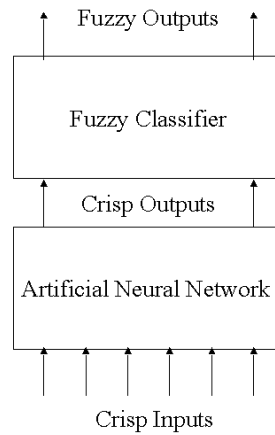 Fuzzy Outputs
Fuzzy Classifier
Crisp Outputs
Artificial Neural Network
Crisp Inputs